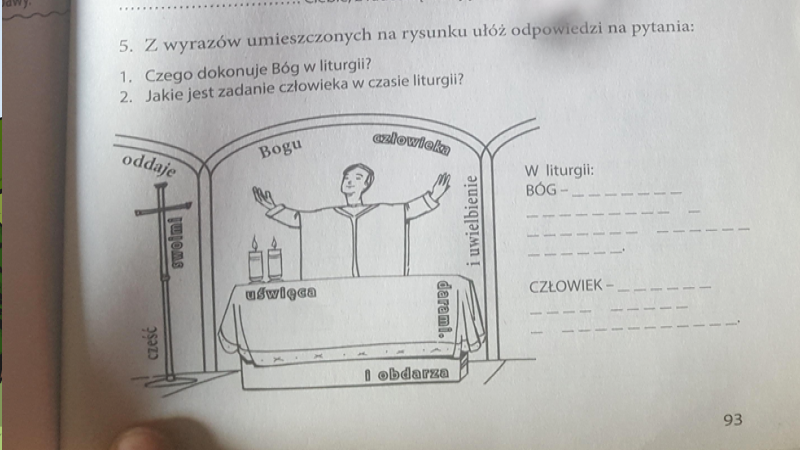 5. Z wyrazów umieszczonych na rysunku ułóż odpowiedzi na pytania:
1. Czego dokonuje Bóg w liturgii?
2. Jakie jest zadanie człowieka w czasie liturgii?
oddaje
Bogu
człowieka
swoimi
i uwielbienie
uświęca
darami.
cześć
i obdarza
W liturgii:
BÓG – _ _ _ _ _ _ _
_ _ _ _ _ _ _ _ _ _
_ _ _ _ _ _ _ _ _ _ _ _ _
_ _ _ _ _ _.
CZŁOWIEK – _ _ _ _ _ _
_ _ _ _ _ _ _ _ _
_ _ _ _ _ _ _ _ _ _ _ _.
93